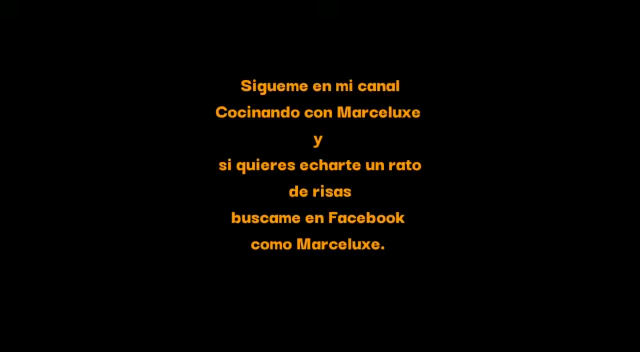 Sigueme en mi canal
Cocinando con Marceluxe
y
si quieres echarte un rato
de risas
buscame en Facebook
como Marceluxe.